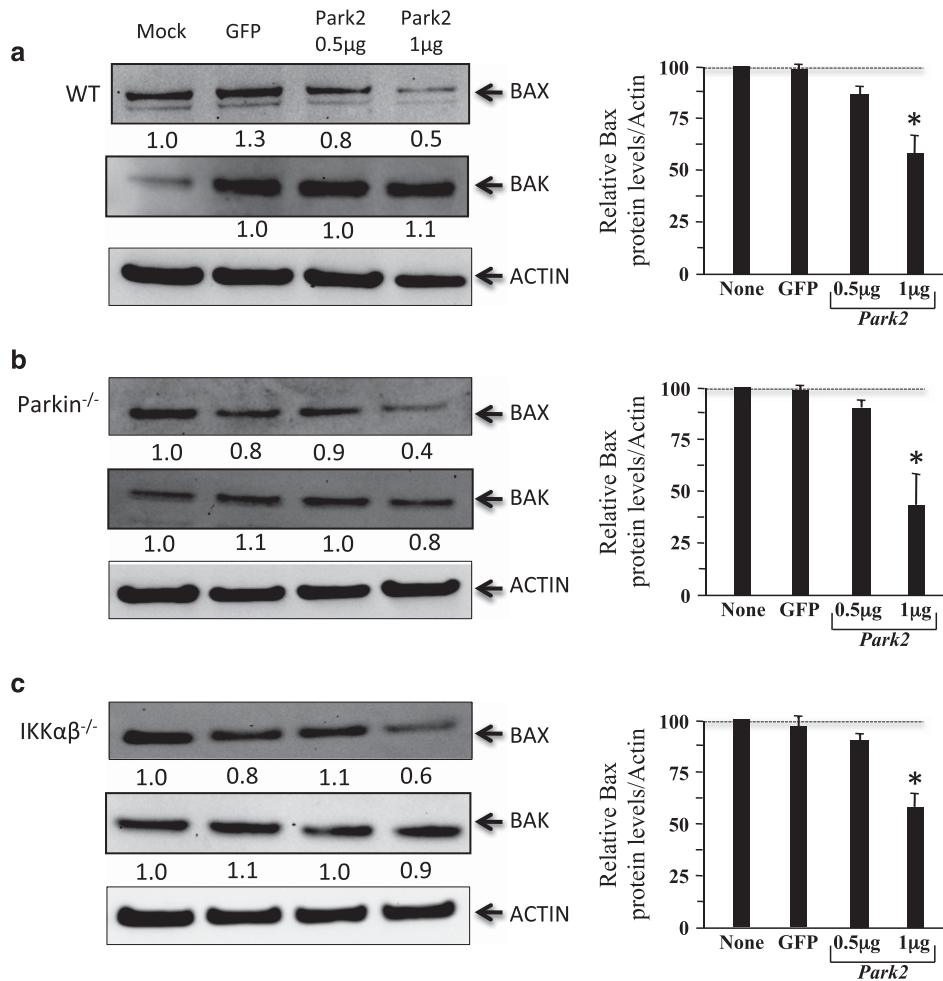 a
Mock GFP Park2 0.5μg Park2 1μg
WT
BAX
1.0 1.3 0.8 0.5
BAK
1.0 1.0 1.1
ACTIN
Relative Bax protein levels/Actin
100
75
50
25
0
None GFP 0.5μg 1μg
Park2
*
b
Parkin-/-
BAX
1.0 0.8 0.9 0.4
BAK
1.0 1.1 1.0 0.8
ACTIN
Relative Bax protein levels/Actin
100
75
50
25
0
None GFP 0.5μg 1μg
Park2
*
c
IKKαβ-/-
BAX
1.0 0.8 1.1 0.6
BAK
1.0 1.1 1.0 0.9
ACTIN
Relative Bax protein levels/Actin
100
75
50
25
0
None GFP 0.5μg 1μg
Park2
*